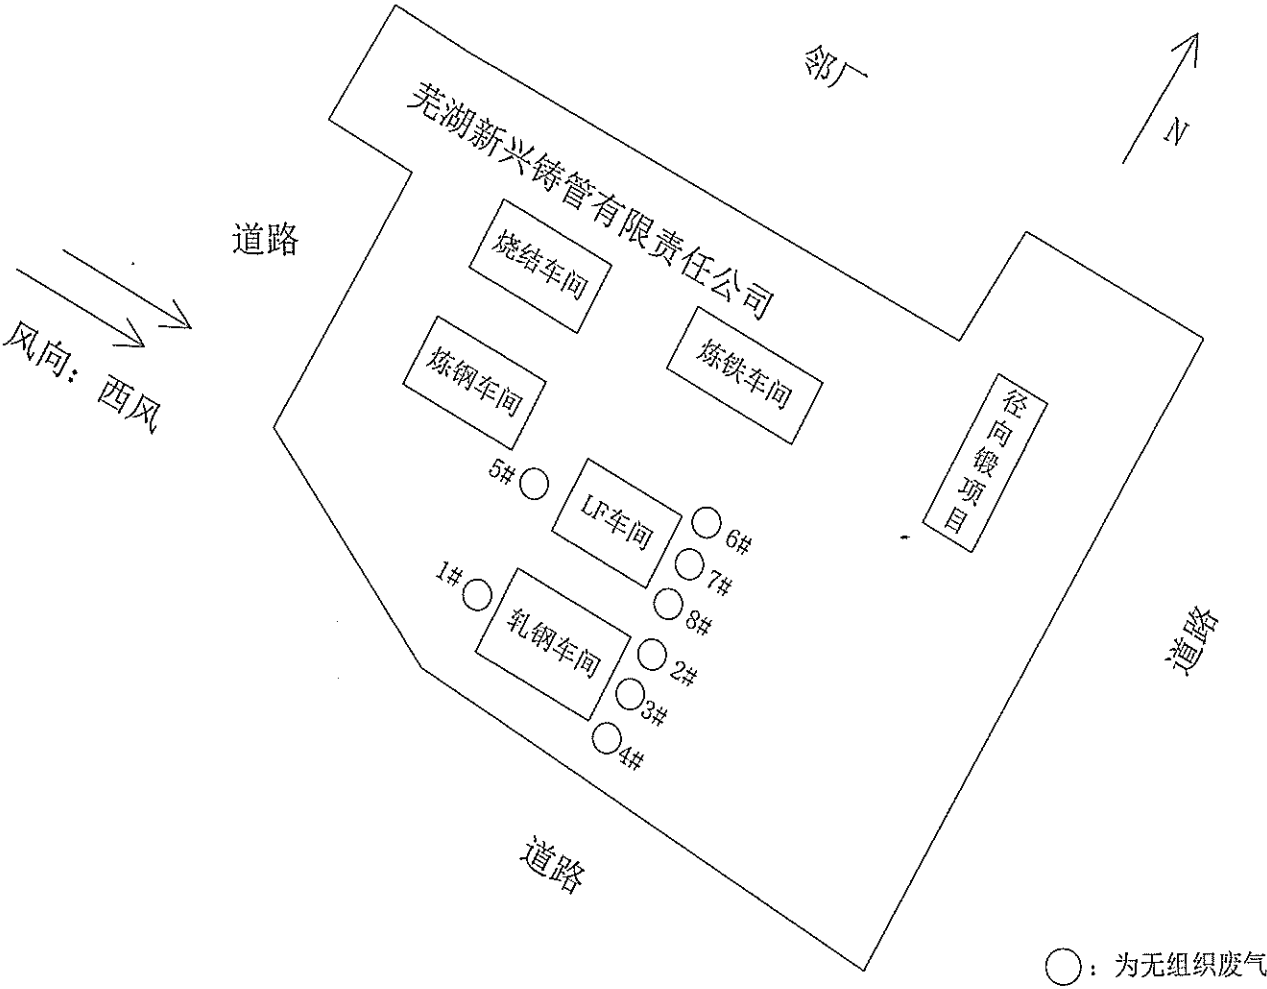 邻厂
N
芜湖新兴铸管有限责任公司
道路
烧结车间
风向：西风
炼钢车间
炼铁车间
径向锻项目
5#
LF车间
6#
7#
8#
1#
轧钢车间
2#
3#
4#
道路
道路
○：为无组织废气